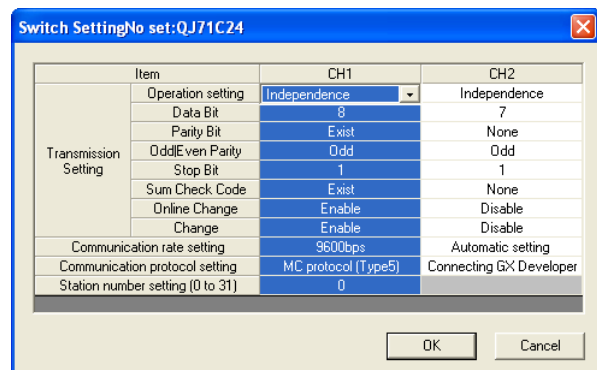 Switch SettingNo set:QJ71C24
Item CH1 CH2
Transmission Setting
Operation setting Independence Independence
Data Bit 8 7
Parity Bit Exist None
Odd|Even Parity Odd Odd
Stop Bit 1 1
Sum Check Code Exist None
Online Change Enable Disable
Change Enable Disable
Communication rate setting 9600bps Automatic setting
Communication protocol setting MC protocol (Type5) Connecting GX Developer
Station number setting (0 to 31) 0
OK Cancel